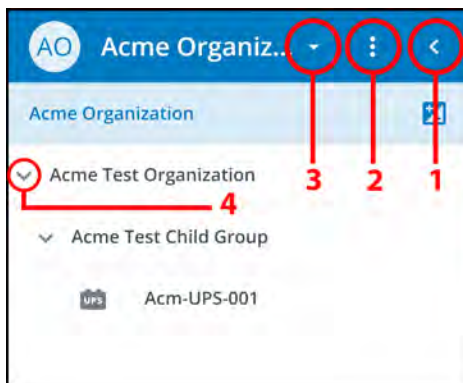 AO Acme Organiz...
Acme Organization
Acme Test Organization
3 2 1
4
Acme Test Child Group
UPS Acm-UPS-001